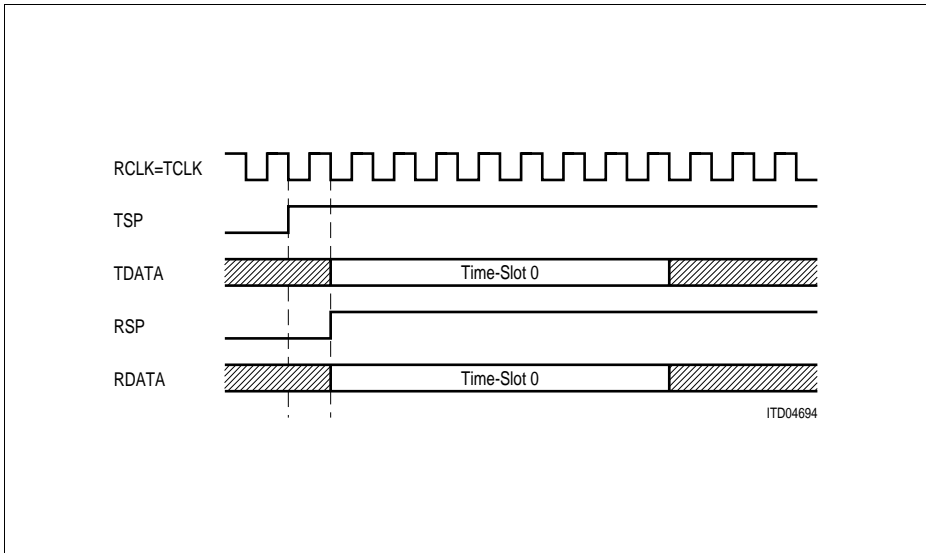 RCLK=TCLK
TSP
TDATA
Time-Slot 0
RSP
RDATA
Time-Slot 0
ITD04694